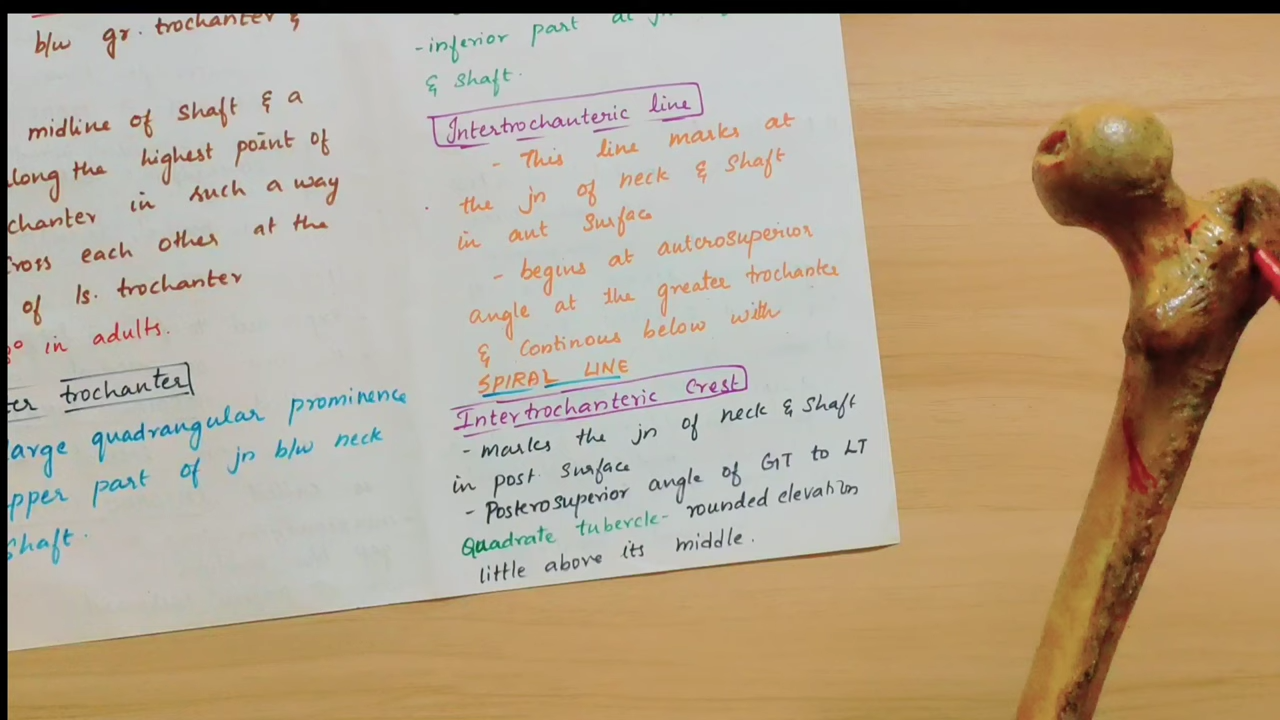 b/w gr. trochanter &
midline of shaft & a
along the highest point of
chanter in such a way
cross each other at the
of ls. trochanter
in adults.
trochanter
large quadrangular prominence
upper part of jn b/w neck
shaft.
- inferior part at jn
& shaft.
Intertrochanteric line
- This line marks at
the jn of neck & shaft
in ant surface
- begins at anterosuperior
angle at the greater trochante
& continous below with
SPIRAL LINE
Intertrochanteric Crest
- marks the jn of neck & shaft
in post surface
- Posterosuperior angle of GT to LT
Quadrate tubercle- rounded elevation
little above its middle.